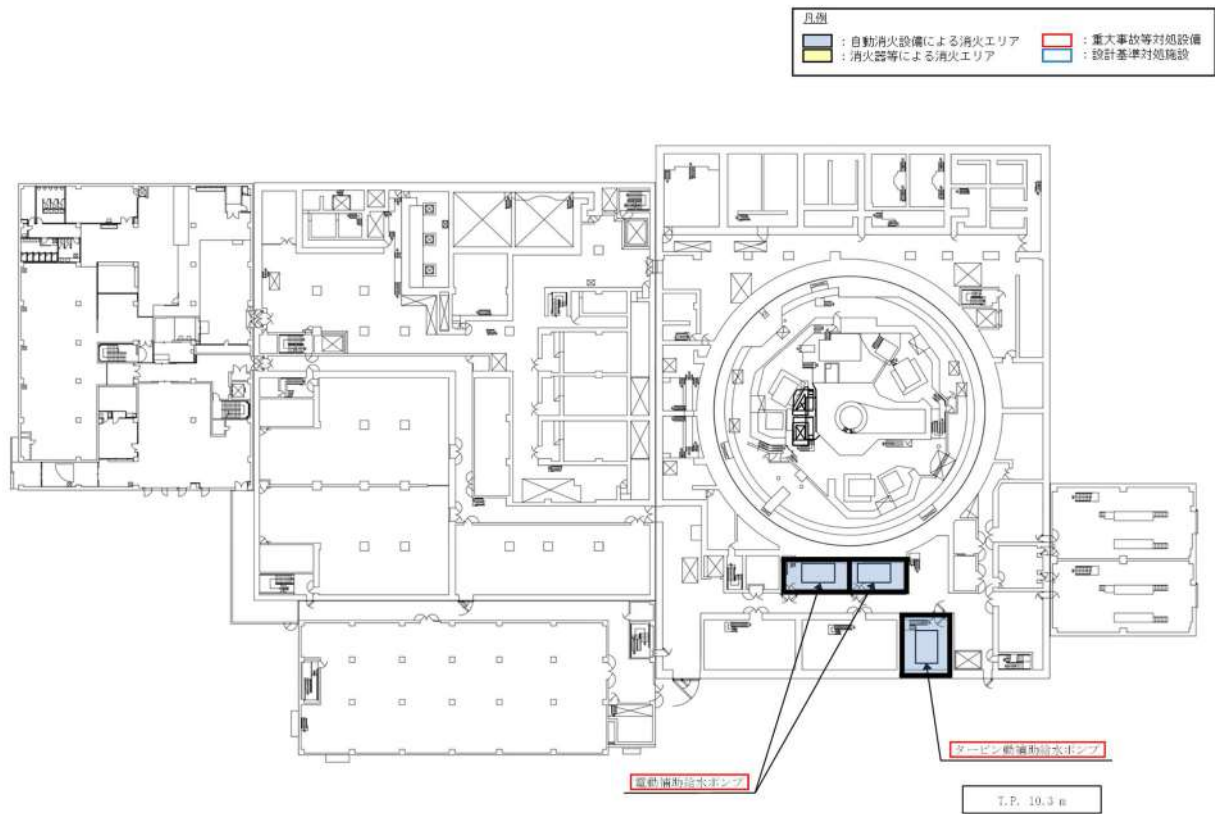 凡例
：自動消火設備による消火エリア
：重大事故等対処設備
：消火器等による消火エリア
：設計基準対処施設
タービン動補助給水ポンプ
電動補助給水ポンプ
T.P. 10.3 m